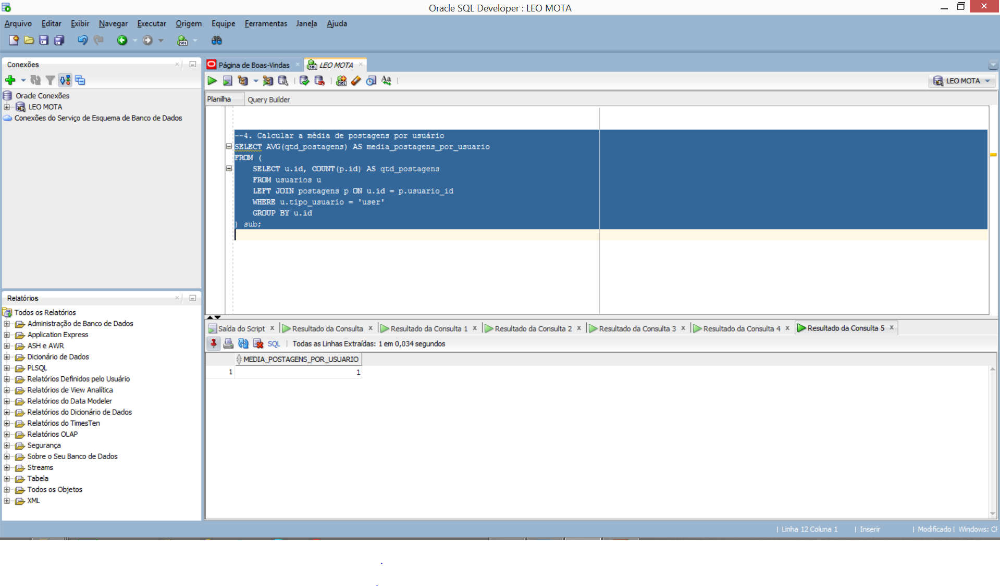 Oracle SQL Developer : LEO MOTA
Arquivo Editar Exibir Navegar Executar Origem Equipe Ferramentas Janela Ajuda
Conexões
Oracle Conexões
LEO MOTA
Conexões do Serviço de Esquema de Banco de Dados
Relatórios
Todos os Relatórios
Administração de Banco de Dados
Application Express
ASH e AWR
Dicionário de Dados
PLSQL
Relatórios Definidos pelo Usuário
Relatórios de View Analítica
Relatórios do Data Modeler
Relatórios do Dicionário de Dados
Relatórios do TimesTen
Relatórios OLAP
Segurança
Sobre o Seu Banco de Dados
Streams
Tabela
Todos os Objetos
XML
Página de Boas-Vindas LEO MOTA
LEO MOTA
Planilha Query Builder
--4. Calcular a média de postagens por usuário
SELECT AVG(qtd_postagens) AS media_postagens_por_usuario
FROM (
SELECT u.id, COUNT(p.id) AS qtd_postagens
FROM usuarios u
LEFT JOIN postagens p ON u.id = p.usuario_id
WHERE u.tipo_usuario = 'user'
GROUP BY u.id
) sub;
Saída do Script x Resultado da Consulta x Resultado da Consulta 1 x Resultado da Consulta 2 x Resultado da Consulta 3 x Resultado da Consulta 4 x Resultado da Consulta 5 x
SQL | Todas as Linhas Extraídas: 1 em 0,034 segundos
MEDIA_POSTAGENS_POR_USUARIO
1 1
| Linha 12 Coluna 1 | Inserir | Modificado | Windows: